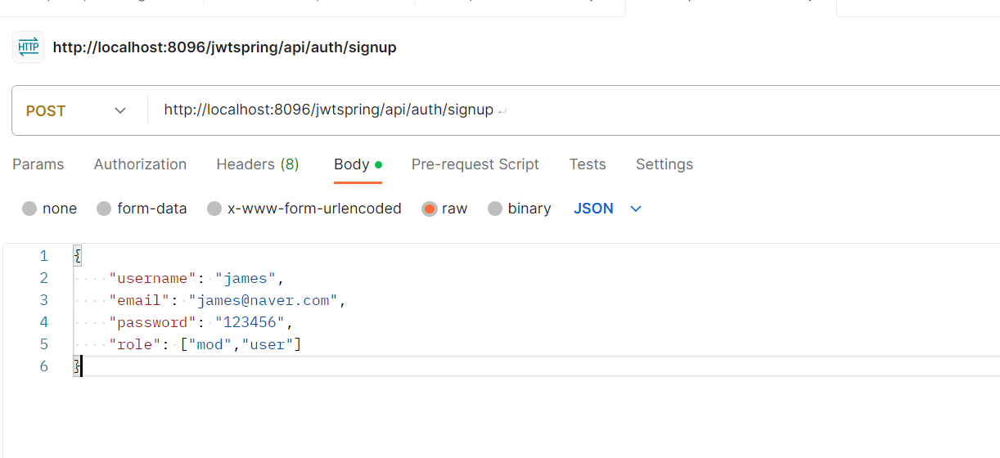 HTTP http://localhost:8096/jwtspring/api/auth/signup
POST http://localhost:8096/jwtspring/api/auth/signup ↵
Params Authorization Headers (8) Body Pre-request Script Tests Settings
none form-data x-www-form-urlencoded raw binary JSON
1 {
2 "username": "james",
3 "email": "james@naver.com",
4 "password": "123456",
5 "role": ["mod","user"]
6 }